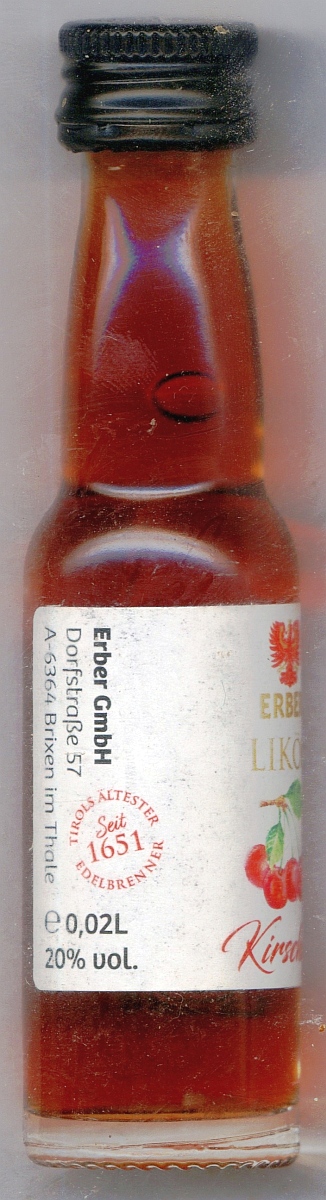 Erber GmbH
Dorfstraße 57
A-6364 Brixen im Thale
TIROLS ÄLTESTER
Seit
1651
EDELBRENNER
e 0,02L
20% vol.
ERBE
LIKÖ
Kirsc